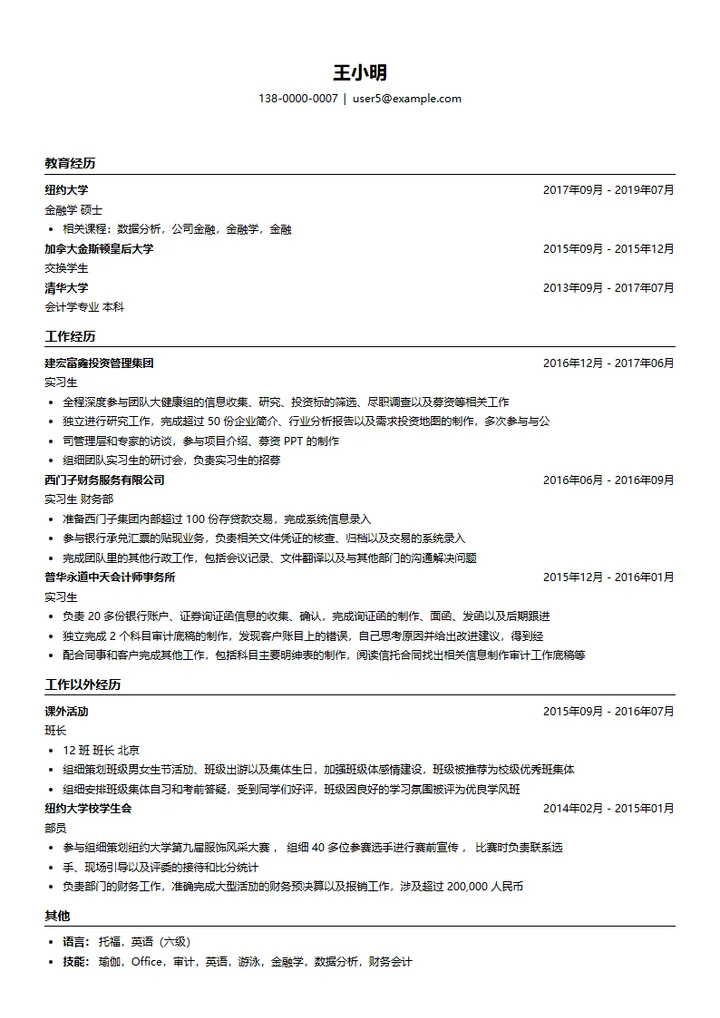 王小明
138-0000-0007 | user5@example.com
教育经历
纽约大学 2017年09月 - 2019年07月
金融学 硕士
• 相关课程：数据分析，公司金融，金融学，金融
加拿大金斯顿皇后大学 2015年09月 - 2015年12月
交换学生
清华大学 2013年09月 - 2017年07月
会计学专业 本科
工作经历
建宏富鑫投资管理集团 2016年12月 - 2017年06月
实习生
• 全程深度参与团队大健康组的信息收集、研究、投资标的筛选、尽职调查以及募资等相关工作
• 独立进行研究工作，完成超过 50 份企业简介、行业分析报告以及需求投资地图的制作，多次参与与公
• 司管理层和专家的访谈，参与项目介绍、募资 PPT 的制作
• 组细团队实习生的研讨会，负责实习生的招募
西门子财务服务有限公司 2016年06月 - 2016年09月
实习生 财务部
• 准备西门子集团内部超过 100 份存贷款交易，完成系统信息录入
• 参与银行承兑汇票的贴现业务，负责相关文件凭证的核查、归档以及交易的系统录入
• 完成团队里的其他行政工作，包括会议记录、文件翻译以及与其他部门的沟通解决问题
普华永道中天会计师事务所 2015年12月 - 2016年01月
实习生
• 负责 20 多份银行账户、证券询证函信息的收集、确认，完成询证函的制作、面函、发函以及后期跟进
• 独立完成 2 个科目审计底稿的制作，发现客户账目上的错误，自己思考原因并给出改进建议，得到经
• 配合同事和客户完成其他工作，包括科目主要明绅表的制作，阅读信托合同找出相关信息制作审计工作底稿等
工作以外经历
课外活动 2015年09月 - 2016年07月
班长
• 12 班 班长 北京
• 组细策划班级男女生节活动、班级出游以及集体生日，加强班级体感情建设，班级被推荐为校级优秀班集体
• 组细安排班级集体自习和考前答疑，受到同学们好评，班级因良好的学习氛围被评为优良学风班
纽约大学校学生会 2014年02月 - 2015年01月
部员
• 参与组细策划纽约大学第九届服饰风采大赛 ， 组细 40 多位参赛选手进行赛前宣传 ， 比赛时负责联系选
• 手、现场引导以及评委的接待和比分统计
• 负责部门的财务工作，准确完成大型活动的财务预决算以及报销工作，涉及超过 200,000 人民币
其他
• 语言： 托福，英语（六级）
• 技能： 瑜伽，Office，审计，英语，游泳，金融学，数据分析，财务会计